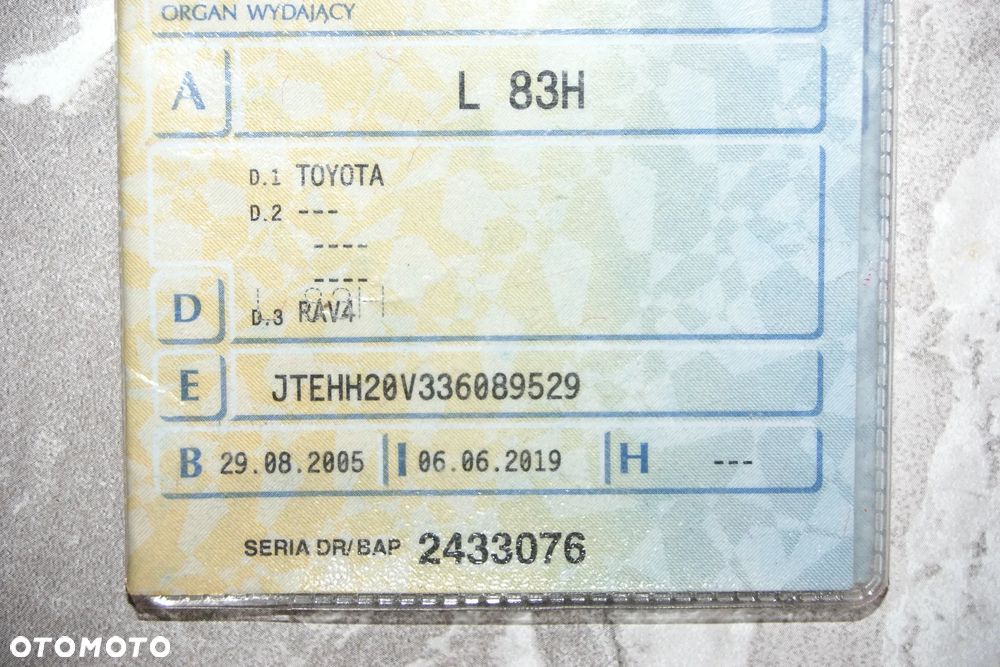 ORGAN WYDAJĄCY
A L 83H
D.1 TOYOTA
D.2 ---
----
----
D D.3 RAV4
E JTEHH20V336089529
B 29.08.2005 I 06.06.2019 H ---
SERIA DR/BAP 2433076
OTOMOTO